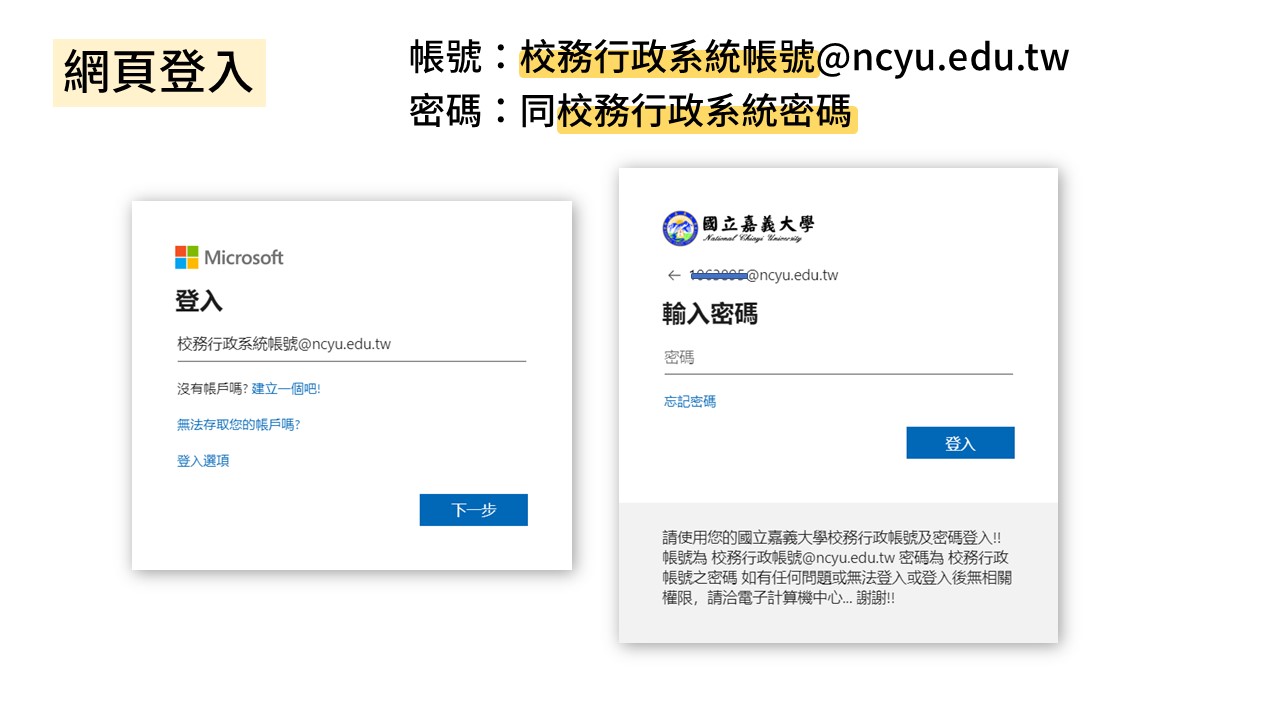 網頁登入
帳號：校務行政系統帳號@ncyu.edu.tw
密碼：同校務行政系統密碼
Microsoft
登入
校務行政系統帳號@ncyu.edu.tw
沒有帳戶嗎? 建立一個吧!
無法存取您的帳戶嗎?
登入選項
下一步
國立嘉義大學
National Chiayi University
@ncyu.edu.tw
輸入密碼
密碼
忘記密碼
登入
請使用您的國立嘉義大學校務行政帳號及密碼登入!!
帳號為 校務行政帳號@ncyu.edu.tw 密碼為 校務行政
帳號之密碼 如有任何問題或無法登入或登入後無相關
權限，請洽電子計算機中心... 謝謝!!